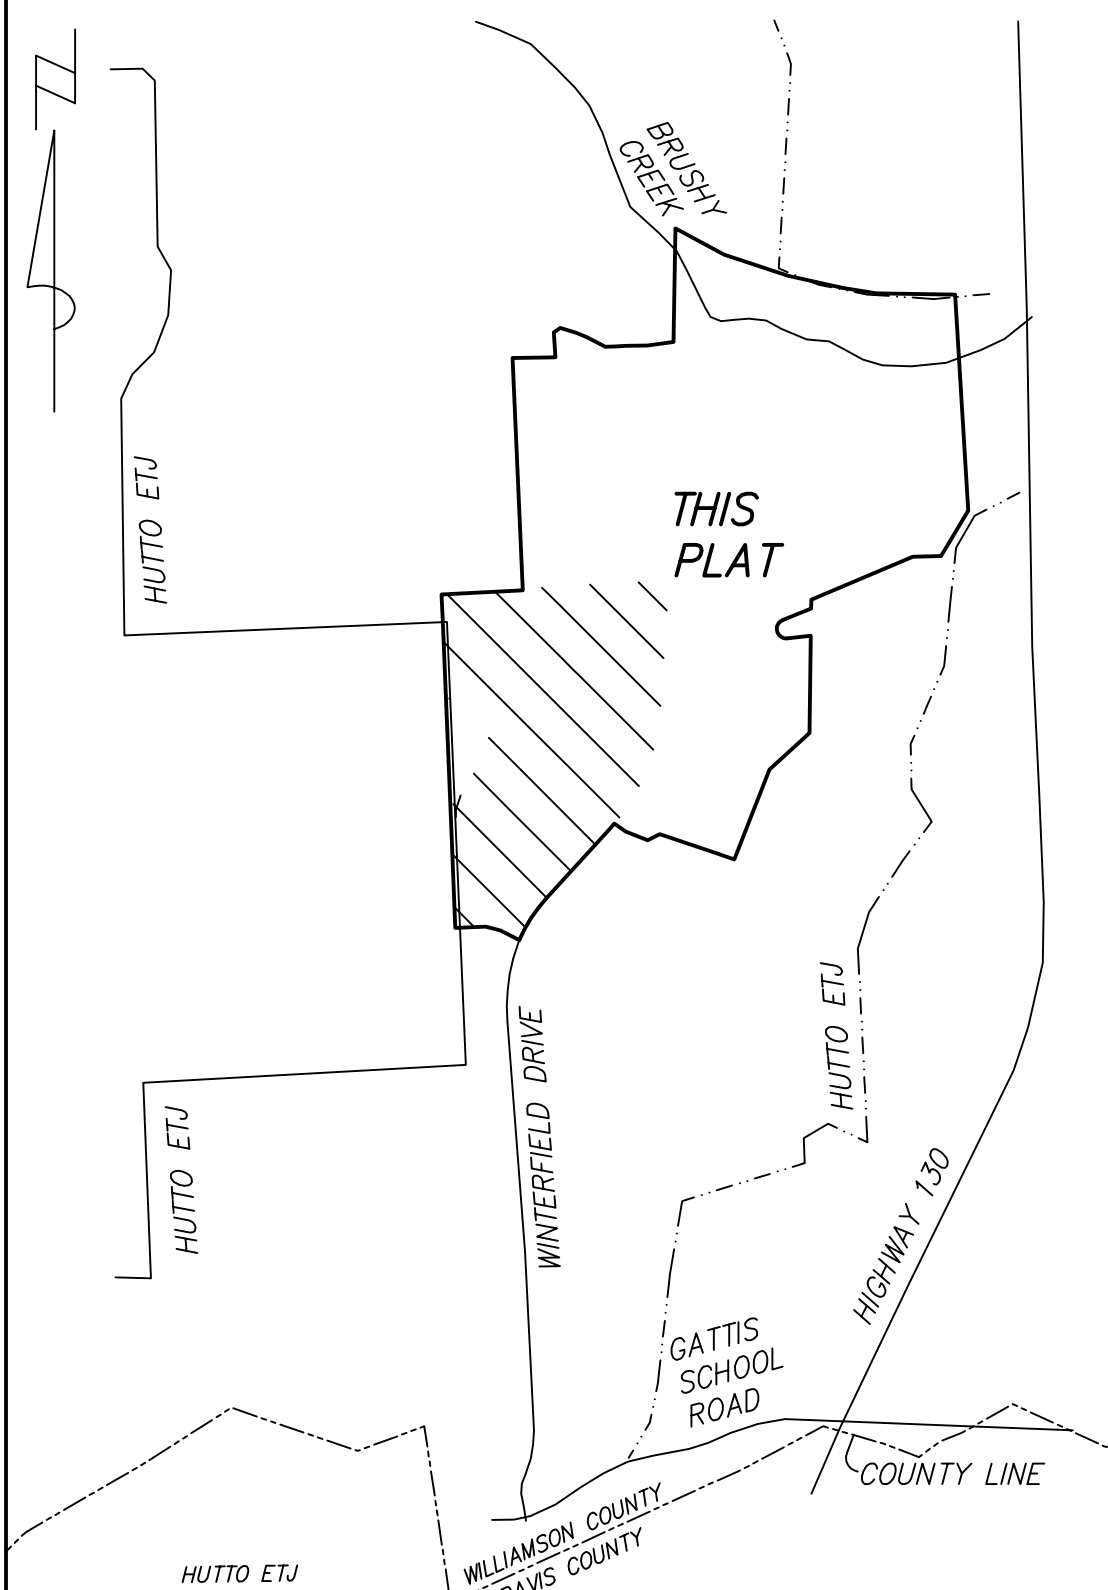 N
BRUSHY
CREEK
HUTTO ETJ
THIS
PLAT
HUTTO ETJ
WINTERFIELD DRIVE
HUTTO ETJ
HIGHWAY 130
GATTIS
SCHOOL
ROAD
COUNTY LINE
WILLIAMSON COUNTY
COUNTY
HUTTO ETJ